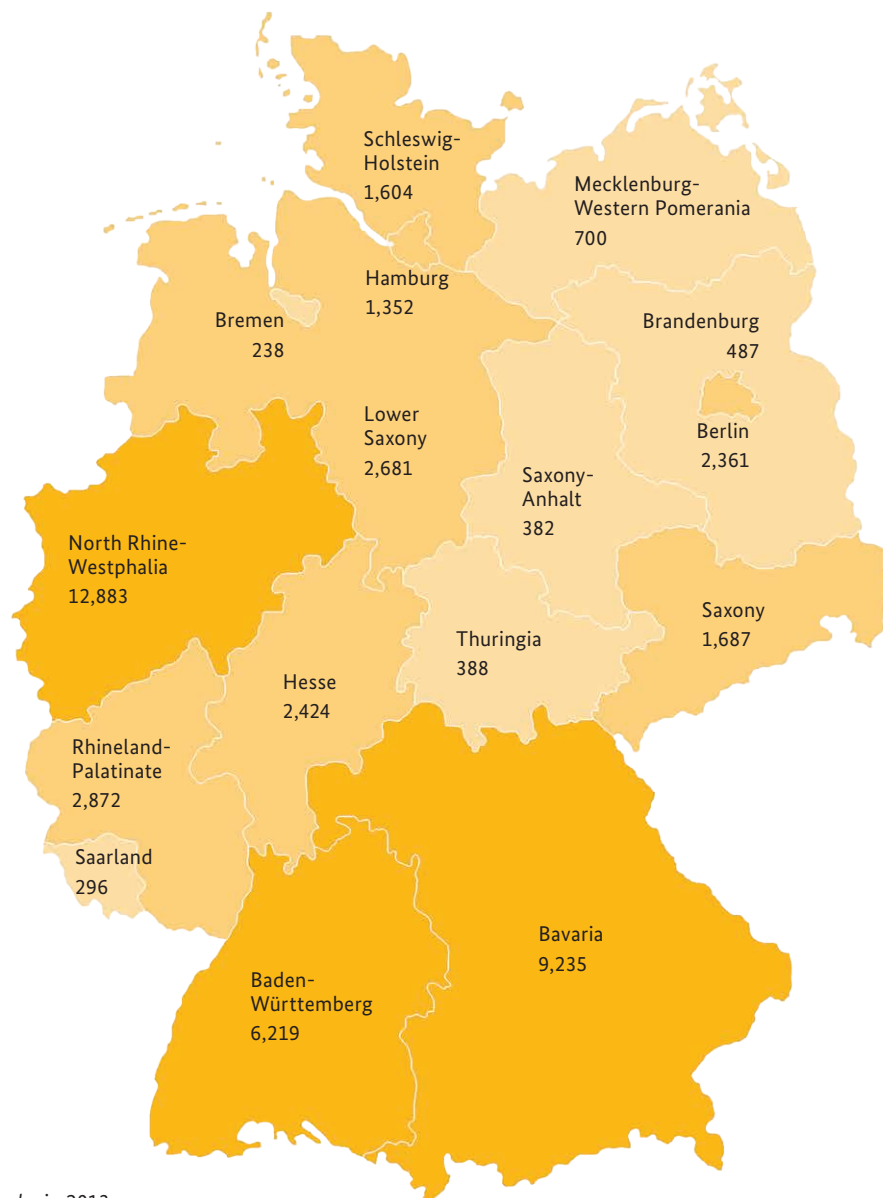 Schleswig-
Holstein
1,604
Mecklenburg-
Western Pomerania
700
Hamburg
1,352
Bremen
238
Brandenburg
487
Lower
Saxony
2,681
Berlin
2,361
Saxony-
Anhalt
382
North Rhine-
Westphalia
12,883
Saxony
1,687
Thuringia
388
Hesse
2,424
Rhineland-
Palatinate
2,872
Saarland
296
Bavaria
9,235
Baden-
Württemberg
6,219
in 2013